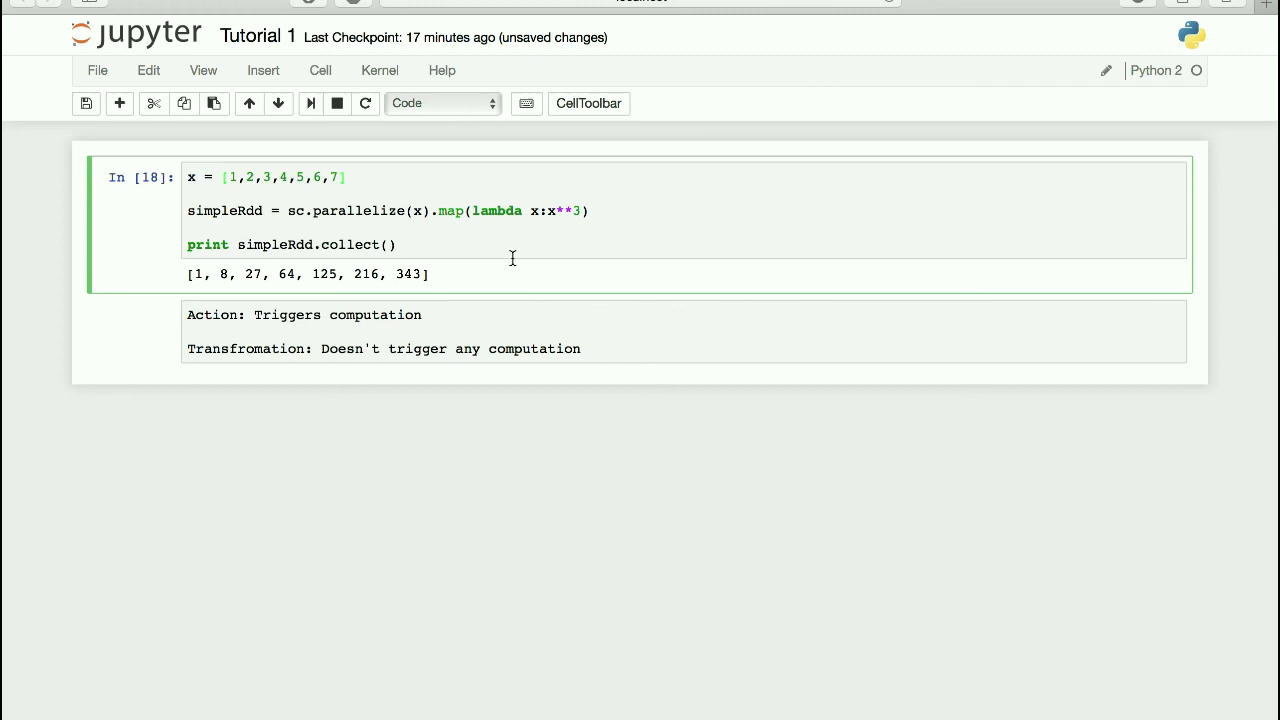 jupyter Tutorial 1 Last Checkpoint: 17 minutes ago (unsaved changes)
File Edit View Insert Cell Kernel Help Python 2
Code CellToolbar
In [18]: x = [1,2,3,4,5,6,7]
simpleRdd = sc.parallelize(x).map(lambda x:x**3)
print simpleRdd.collect()
[1, 8, 27, 64, 125, 216, 343]
Action: Triggers computation
Transfromation: Doesn't trigger any computation